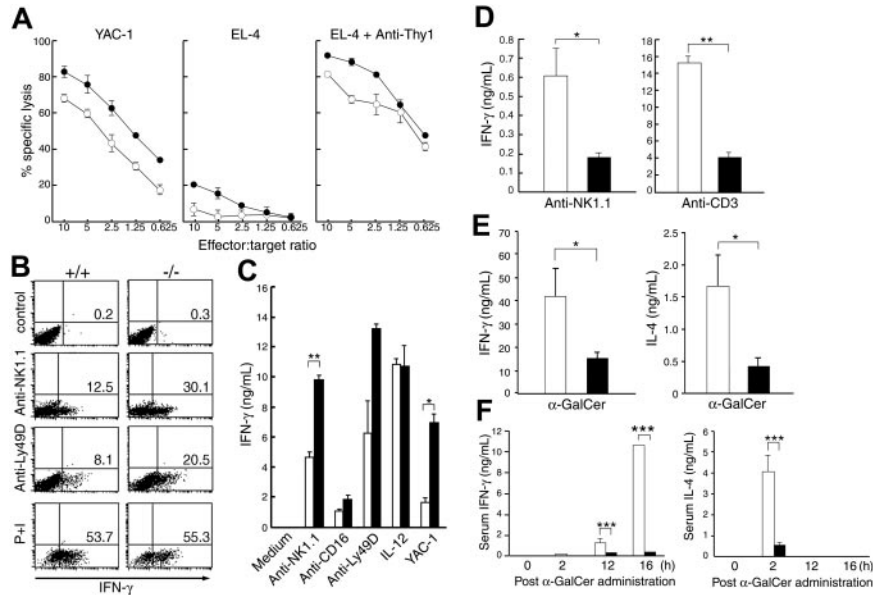 A
YAC-1
EL-4
EL-4 + Anti-Thy1
% specific lysis
100
80
60
40
20
0
10 5 2.5 1.25 0.625
10 5 2.5 1.25 0.625
10 5 2.5 1.25 0.625
Effector:target ratio
B
+/+
-/-
control
0.2
0.3
Anti-NK1.1
12.5
30.1
Anti-Ly49D
8.1
20.5
P+I
53.7
55.3
IFN-γ
C
IFN-γ (ng/mL)
16
14
12
10
8
6
4
2
0
**
*
Medium
Anti-NK1.1
Anti-CD16
Anti-Ly49D
IL-12
YAC-1
D
IFN-γ (ng/mL)
0.8
0.7
0.6
0.5
0.4
0.3
0.2
0.1
0
*
Anti-NK1.1
18
16
14
12
10
8
6
4
2
0
**
Anti-CD3
E
IFN-γ (ng/mL)
70
60
50
40
30
20
10
0
*
α-GalCer
IL-4 (ng/mL)
2.5
2.0
1.5
1.0
0.5
0
*
α-GalCer
F
Serum IFN-γ (ng/mL)
12
10
8
6
4
2
0
***
***
0 2 12 16 (h)
Post α-GalCer administration
Serum IL-4 (ng/mL)
6
5
4
3
2
1
0
***
0 2 12 16 (h)
Post α-GalCer administration